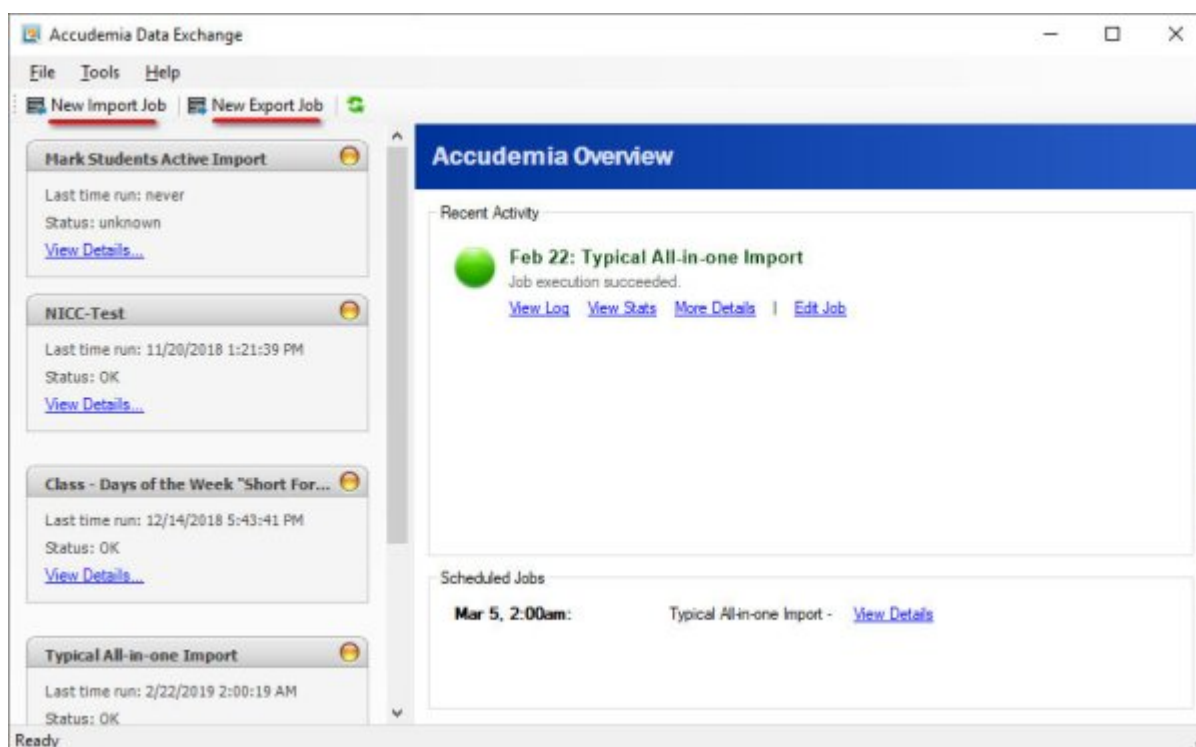 Accudemia Data Exchange
File Tools Help
New Import Job New Export Job
Mark Students Active Import
Last time run: never
Status: unknown
View Details...
NICC-Test
Last time run: 11/20/2018 1:21:39 PM
Status: OK
View Details...
Class - Days of the Week "Short For...
Last time run: 12/14/2018 5:43:41 PM
Status: OK
View Details...
Typical All-in-one Import
Last time run: 2/22/2019 2:00:19 AM
Status: OK
Accudemia Overview
Recent Activity
Feb 22: Typical All-in-one Import
Job execution succeeded.
View Log View Stats More Details | Edit Job
Scheduled Jobs
Mar 5, 2:00am: Typical All-in-one Import - View Details
Ready